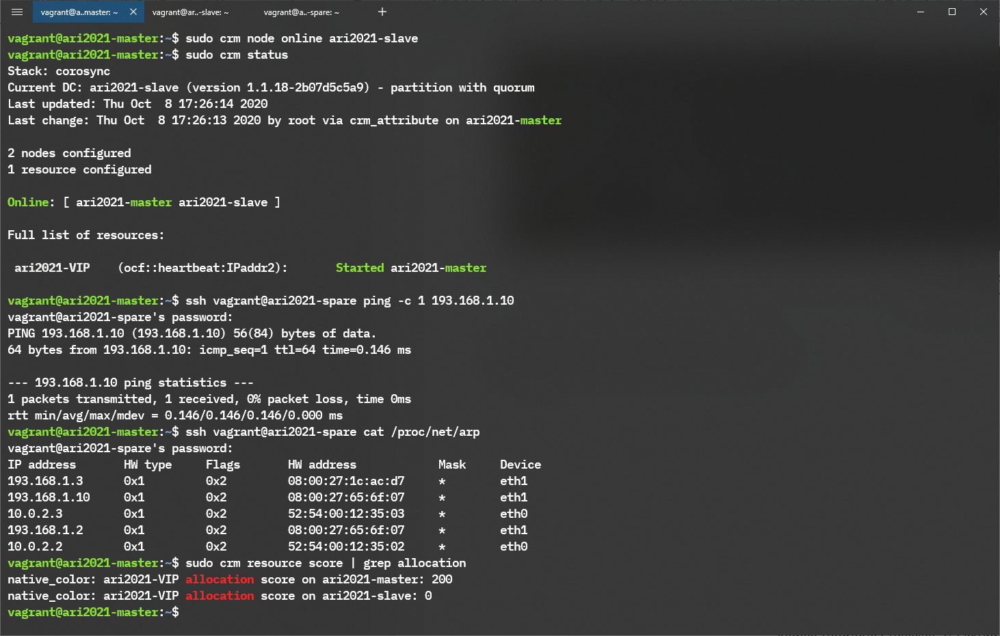 vagrant@a..master: ~ vagrant@ar..-slave: ~ vagrant@a..-spare: ~
vagrant@ari2021-master:~$ sudo crm node online ari2021-slave
vagrant@ari2021-master:~$ sudo crm status
Stack: corosync
Current DC: ari2021-slave (version 1.1.18-2b07d5c5a9) - partition with quorum
Last updated: Thu Oct  8 17:26:14 2020
Last change: Thu Oct  8 17:26:13 2020 by root via crm_attribute on ari2021-master
2 nodes configured
1 resource configured
Online: [ ari2021-master ari2021-slave ]
Full list of resources:
ari2021-VIP    (ocf::heartbeat:IPaddr2):       Started ari2021-master
vagrant@ari2021-master:~$ ssh vagrant@ari2021-spare ping -c 1 193.168.1.10
vagrant@ari2021-spare's password:
PING 193.168.1.10 (193.168.1.10) 56(84) bytes of data.
64 bytes from 193.168.1.10: icmp_seq=1 ttl=64 time=0.146 ms
--- 193.168.1.10 ping statistics ---
1 packets transmitted, 1 received, 0% packet loss, time 0ms
rtt min/avg/max/mdev = 0.146/0.146/0.146/0.000 ms
vagrant@ari2021-master:~$ ssh vagrant@ari2021-spare cat /proc/net/arp
vagrant@ari2021-spare's password:
IP address       HW type     Flags       HW address            Mask     Device
193.168.1.3      0x1         0x2         08:00:27:1c:ac:d7     *        eth1
193.168.1.10     0x1         0x2         08:00:27:65:6f:07     *        eth1
10.0.2.3         0x1         0x2         52:54:00:12:35:03     *        eth0
193.168.1.2      0x1         0x2         08:00:27:65:6f:07     *        eth1
10.0.2.2         0x1         0x2         52:54:00:12:35:02     *        eth0
vagrant@ari2021-master:~$ sudo crm resource score | grep allocation
native_color: ari2021-VIP allocation score on ari2021-master: 200
native_color: ari2021-VIP allocation score on ari2021-slave: 0
vagrant@ari2021-master:~$